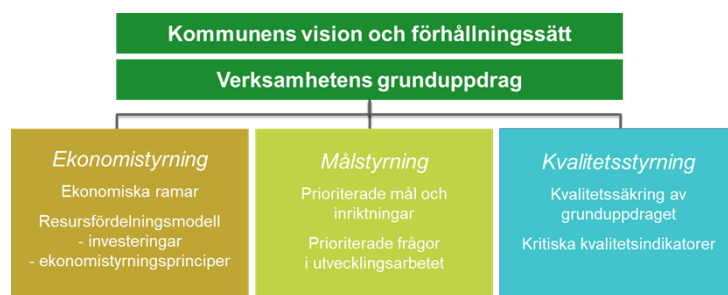 Kommunens vision och förhållningssätt
Verksamhetens grunduppdrag
Ekonomistyrning
Ekonomiska ramar
Resursfördelningsmodell
- investeringar
- ekonomistyrningsprinciper
Målstyrning
Prioriterade mål och
inriktningar
Prioriterade frågor
i utvecklingsarbetet
Kvalitetsstyrning
Kvalitetssäkring av
grunduppdraget
Kritiska kvalitetsindikatorer